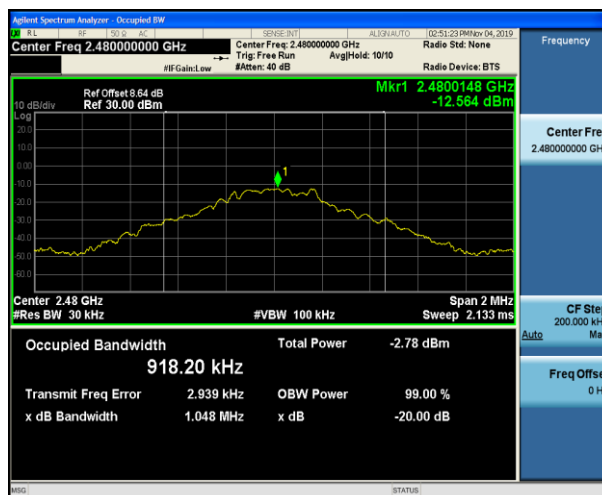 Agilent Spectrum Analyzer - Occupied BW
RL RF 50 Ω AC SENSE:INT ALIGNAUTO 02:51:23 PM Nov 04, 2019
Center Freq 2.480000000 GHz
Center Freq: 2.480000000 GHz
Radio Std: None
Trig: Free Run Avg|Hold: 10/10
#IFGain:Low #Atten: 40 dB Radio Device: BTS
Frequency
Mkr1 2.4800148 GHz
-12.564 dBm
Ref Offset 8.64 dB
10 dB/div Ref 30.00 dBm
Log
20.0
10.0
0.00
-10.0
-20.0
-30.0
-40.0
-50.0
-60.0
1
Center 2.48 GHz Span 2 MHz
#Res BW 30 kHz #VBW 100 kHz Sweep 2.133 ms
Occupied Bandwidth Total Power -2.78 dBm
918.20 kHz
Transmit Freq Error 2.939 kHz OBW Power 99.00 %
x dB Bandwidth 1.048 MHz x dB -20.00 dB
Center Fre
2.480000000 GH
CF Ste
200.000 kH
Auto Ma
Freq Offse
0 H
MSG STATUS